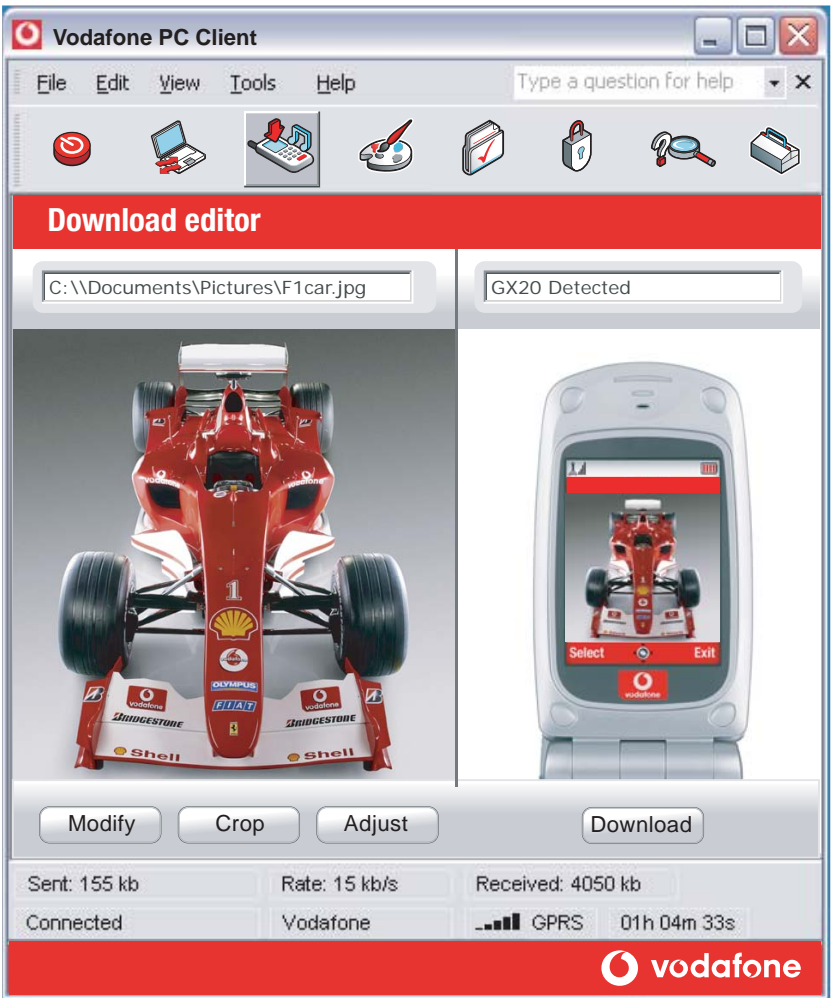 Vodafone PC Client
File Edit View Tools Help
Type a question for help
Download editor
C:\\Documents\Pictures\F1car.jpg
GX20 Detected
vodafone
vodafone
1
OLYMPUS
FIAT
vodafone
vodafone
BRIDGESTONE
BRIDGESTONE
Shell
Shell
Select
Exit
vodafone
Modify
Crop
Adjust
Download
Sent: 155 kb
Rate: 15 kb/s
Received: 4050 kb
Connected
Vodafone
GPRS
01h 04m 33s
vodafone